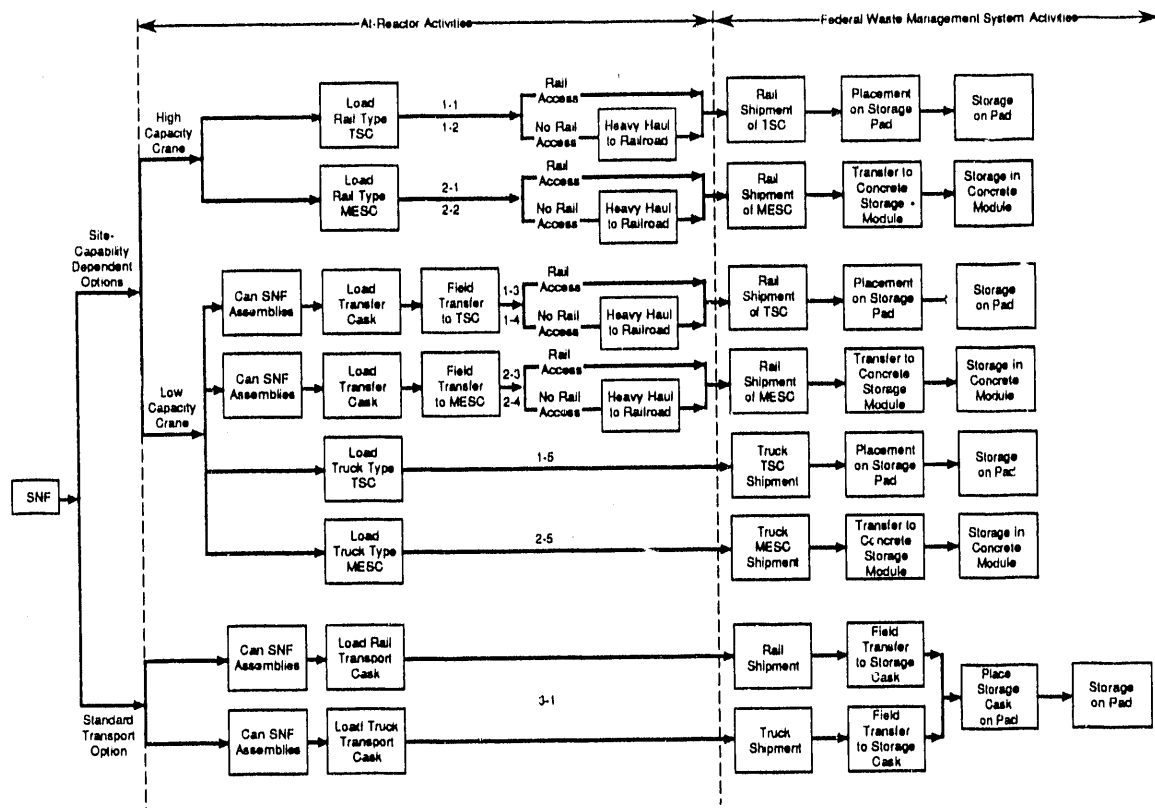 At-Reactor Activities
Federal Waste Management System Activities
High
Capacity
Crane
Load
Rail Type
TSC
1-1
1-2
Rail
Access
No Rail
Access
Heavy Haul
to Railroad
Rail
Shipment
of TSC
Placement
on Storage
Pad
Storage
on Pad
Load
Rail Type
MESC
2-1
2-2
Rail
Access
No Rail
Access
Heavy Haul
to Railroad
Rail
Shipment
of MESC
Transfer to
Concrete
Storage
Module
Storage in
Concrete
Module
Site-
Capability
Dependent
Options
Can SNF
Assemblies
Load
Transfer
Cask
Field
Transfer
to TSC
1-3
1-4
Rail
Access
No Rail
Access
Heavy Haul
to Railroad
Rail
Shipment
of TSC
Placement
on Storage
Pad
Storage
on Pad
Low
Capacity
Crane
Can SNF
Assemblies
Load
Transfer
Cask
Field
Transfer
to MESC
2-3
2-4
Rail
Access
No Rail
Access
Heavy Haul
to Railroad
Rail
Shipment
of MESC
Transfer to
Concrete
Storage
Module
Storage in
Concrete
Module
SNF
Load
Truck Type
TSC
1-5
Truck
TSC
Shipment
Placement
on Storage
Pad
Storage
on Pad
Load
Truck Type
MESC
2-5
Truck
MESC
Shipment
Transfer to
Concrete
Storage
Module
Storage in
Concrete
Module
Standard
Transport
Option
Can SNF
Assemblies
Load Rail
Transport
Cask
Rail
Shipment
Field
Transfer
to Storage
Cask
3-1
Can SNF
Assemblies
Load Truck
Transport
Cask
Truck
Shipment
Field
Transfer
to Storage
Cask
Place
Storage
Cask
on Pad
Storage
on Pad